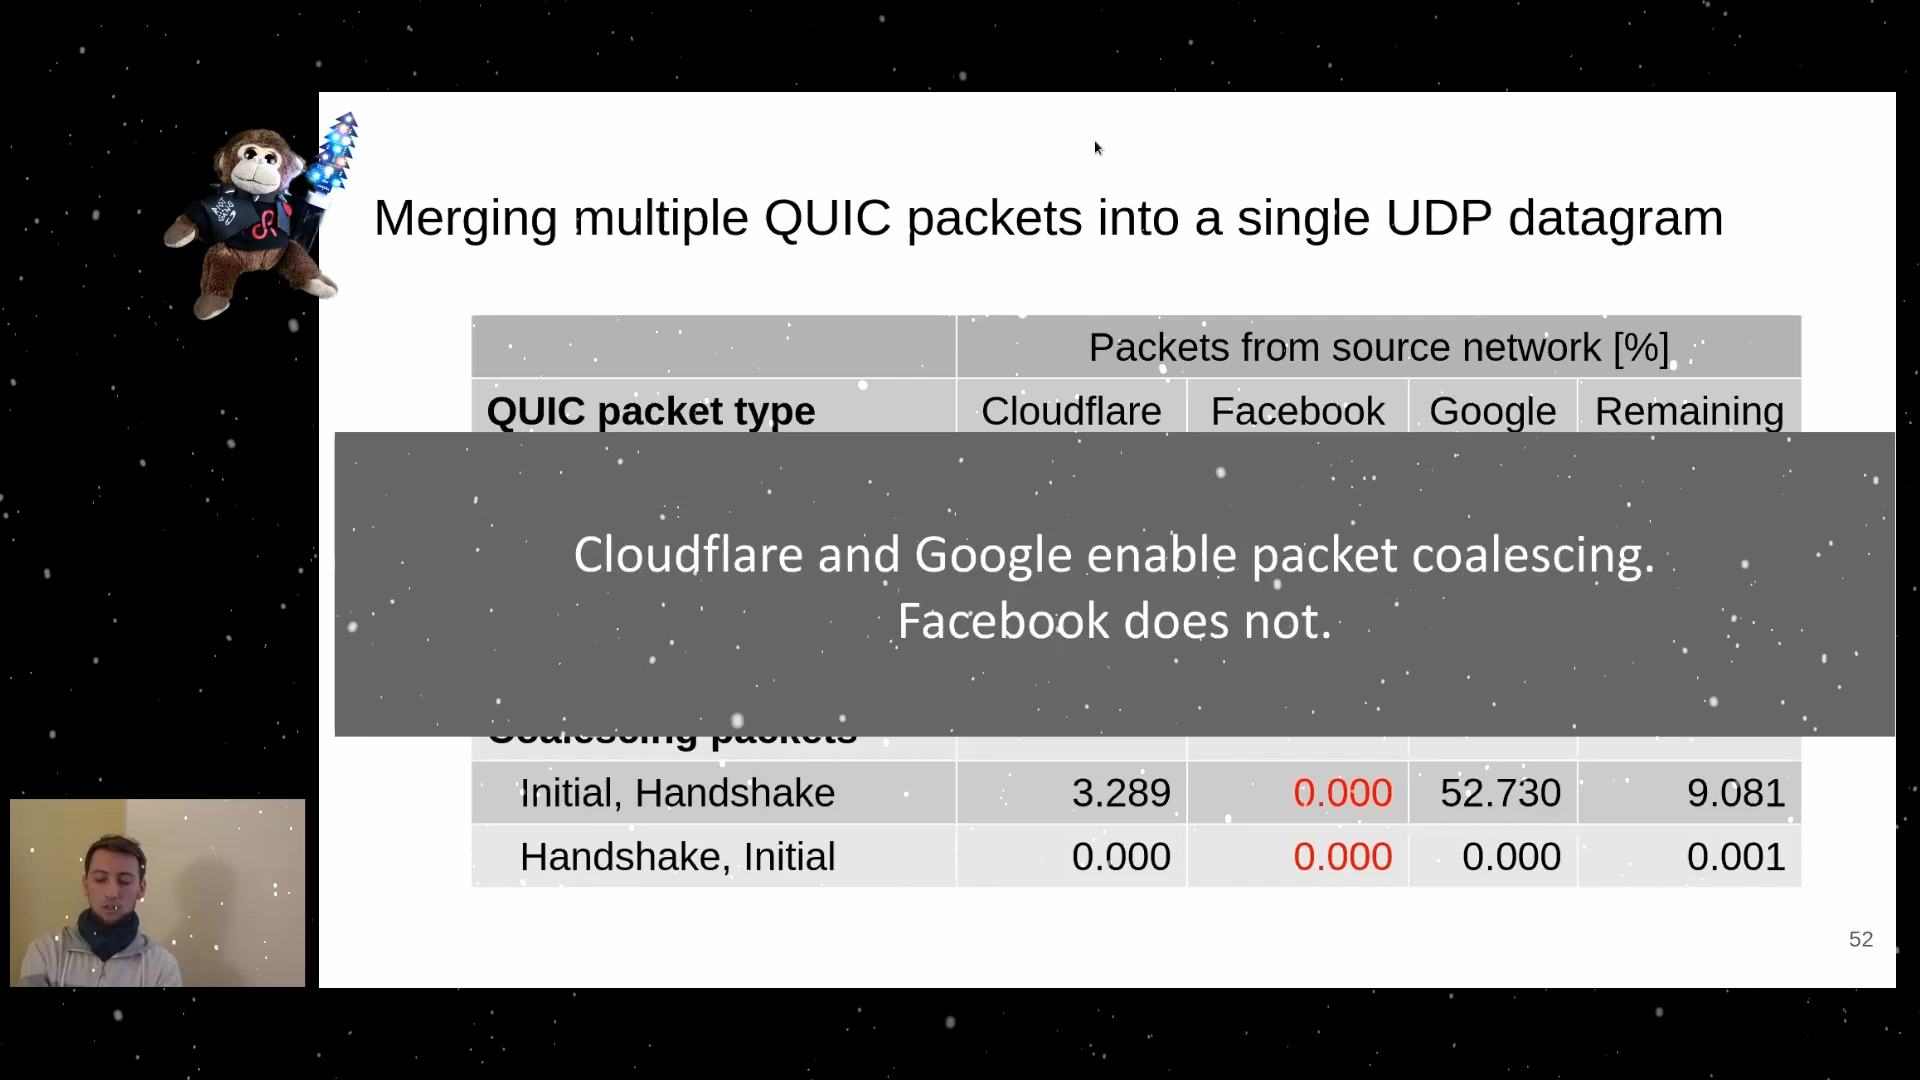 Merging multiple QUIC packets into a single UDP datagram
Packets from source network [%]
QUIC packet type Cloudflare Facebook Google Remaining
Cloudflare and Google enable packet coalescing.
Facebook does not.
Coalescing packets
Initial, Handshake 3.289 0.000 52.730 9.081
Handshake, Initial 0.000 0.000 0.000 0.001
52